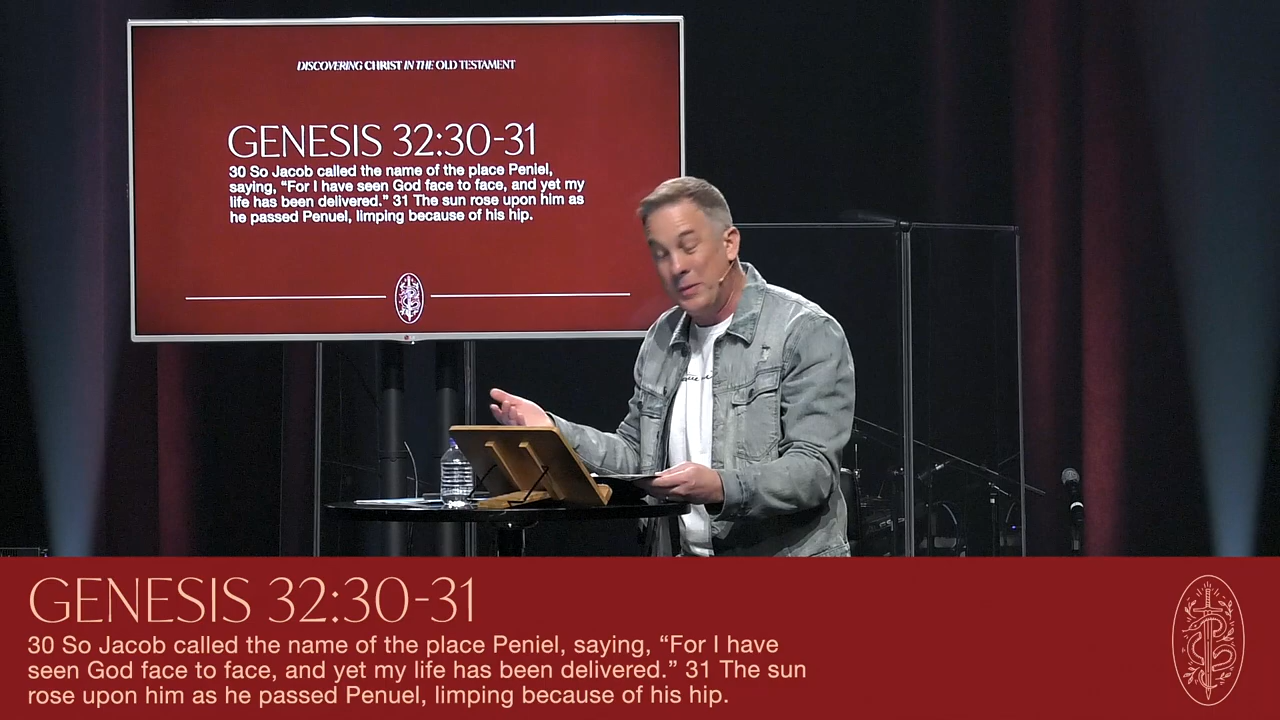 DISCOVERING CHRIST IN THE OLD TESTAMENT
GENESIS 32:30-31
30 So Jacob called the name of the place Peniel,
saying, “For I have seen God face to face, and yet my
life has been delivered.” 31 The sun rose upon him as
he passed Penuel, limping because of his hip.
GENESIS 32:30-31
30 So Jacob called the name of the place Peniel, saying, “For I have
seen God face to face, and yet my life has been delivered.” 31 The sun
rose upon him as he passed Penuel, limping because of his hip.